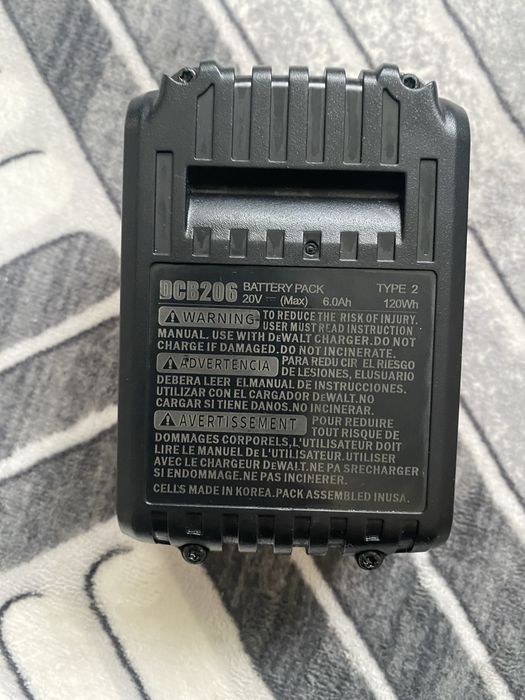 DCB206 BATTERY PACK TYPE 2
20V⎓ (Max) 6.0Ah 120Wh
⚠WARNING TO REDUCE THE RISK OF INJURY.
USER MUST READ INSTRUCTION
MANUAL. USE WITH DEWALT CHARGER.DO NOT
CHARGE IF DAMAGED.DO NOT INCINERATE.
⚠ADVERTENCIA PARA REDU CIR EL RIESGO
DE LESIONES, ELUSUARIO
DEBERA LEER ELMANUAL DE INSTRUCCIONES.
UTILIZAR CON EL CARGADOR DeWALT.NO
CARGAR SI TIENE DANOS.NO INCINERAR.
⚠AVERTISSEMENT POUR REDUIRE
TOUT RISQUE DE
DOMMÀGES CORPORELS,L'UTILISATEUR DOIT
LIRE LE MANUEL DE L'UTILISATEUR.UTILISER
AVEC LE CHARGEUR DeWALT.NE PA SRECHARGER
SI ENDOMMAGE.NE PAS INCINERER.
CELLS MADE IN KOREA.PACK ASSEMBLED INUSA.